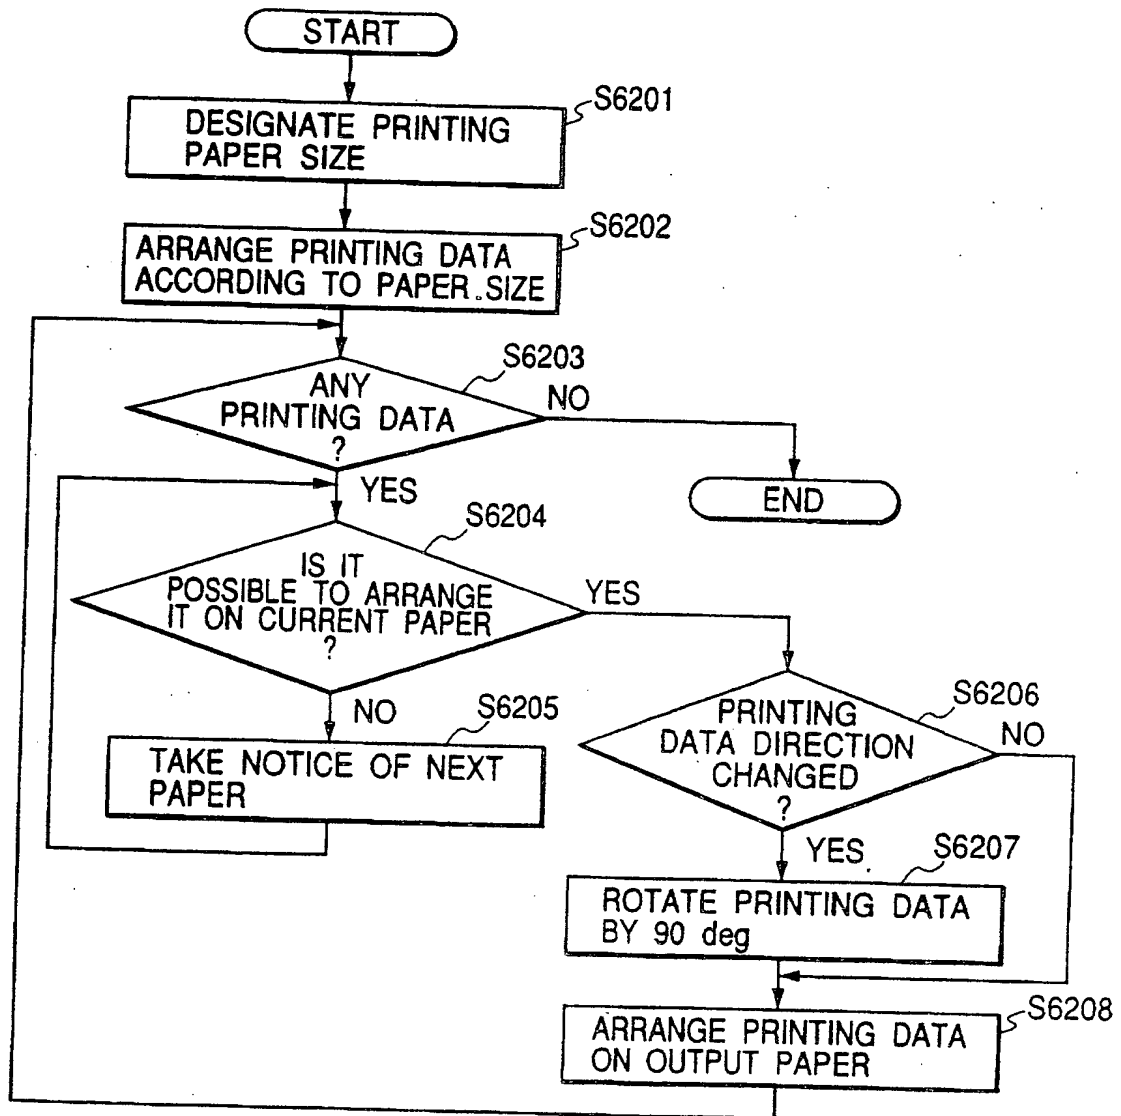 START
S6201
DESIGNATE PRINTING
PAPER SIZE
S6202
ARRANGE PRINTING DATA
ACCORDING TO PAPER SIZE
S6203
ANY
PRINTING DATA
?
NO
END
YES
S6204
IS IT
POSSIBLE TO ARRANGE
IT ON CURRENT PAPER
?
YES
NO
S6205
TAKE NOTICE OF NEXT
PAPER
S6206
PRINTING
DATA DIRECTION
CHANGED
?
NO
YES
S6207
ROTATE PRINTING DATA
BY 90 deg
S6208
ARRANGE PRINTING DATA
ON OUTPUT PAPER